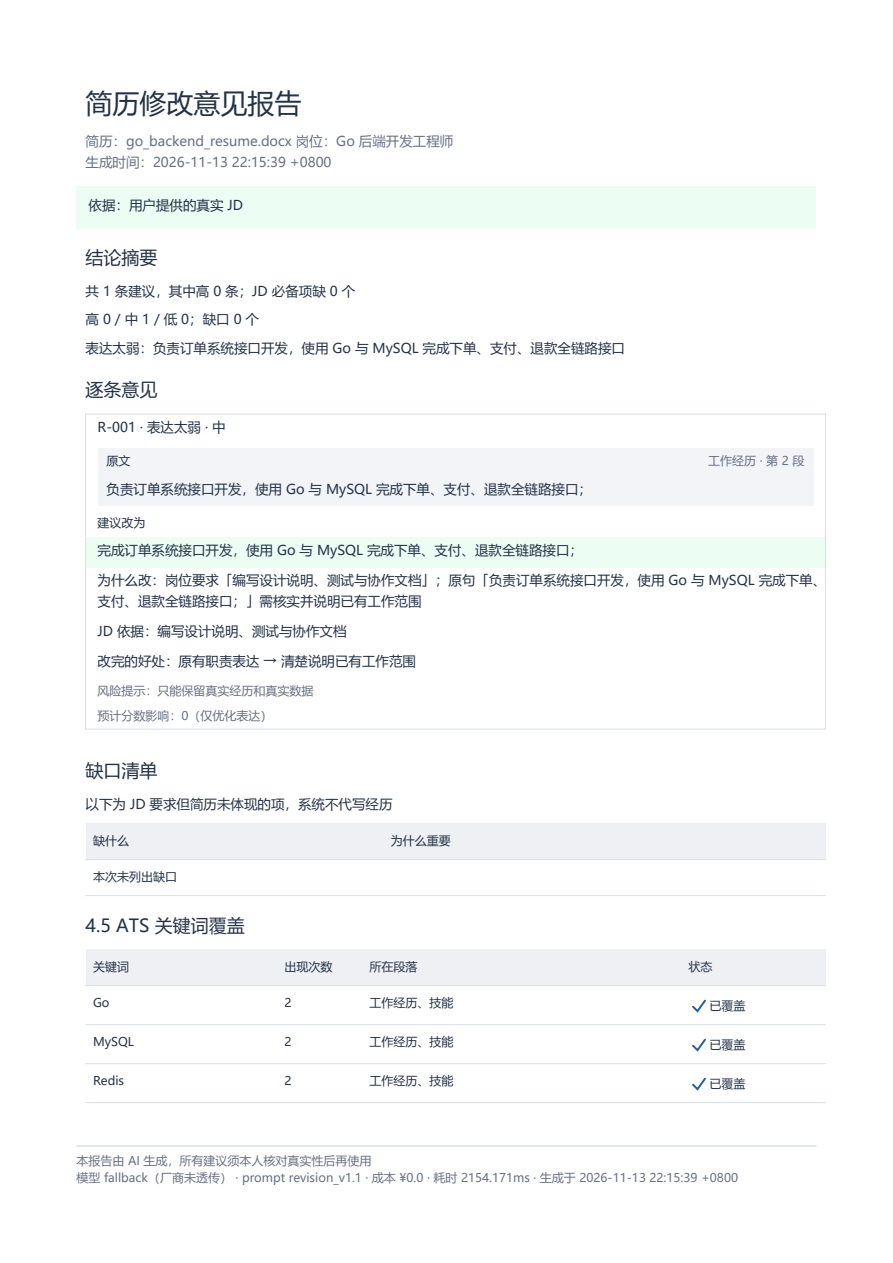 简历修改意见报告
简历：go_backend_resume.docx 岗位：Go 后端开发工程师
生成时间：2026-11-13 22:15:39 +0800
依据：用户提供的真实 JD
结论摘要
共 1 条建议，其中高 0 条；JD 必备项缺 0 个
高 0 / 中 1 / 低 0；缺口 0 个
表达太弱：负责订单系统接口开发，使用 Go 与 MySQL 完成下单、支付、退款全链路接口
逐条意见
R-001 · 表达太弱 · 中
原文 工作经历 · 第 2 段
负责订单系统接口开发，使用 Go 与 MySQL 完成下单、支付、退款全链路接口；
建议改为
完成订单系统接口开发，使用 Go 与 MySQL 完成下单、支付、退款全链路接口；
为什么改：岗位要求「编写设计说明、测试与协作文档」；原句「负责订单系统接口开发，使用 Go 与 MySQL 完成下单、
支付、退款全链路接口；」需核实并说明已有工作范围
JD 依据：编写设计说明、测试与协作文档
改完的好处：原有职责表达 → 清楚说明已有工作范围
风险提示：只能保留真实经历和真实数据
预计分数影响：0（仅优化表达）
缺口清单
以下为 JD 要求但简历未体现的项，系统不代写经历
缺什么 为什么重要
本次未列出缺口
4.5 ATS 关键词覆盖
关键词 出现次数 所在段落 状态
Go 2 工作经历、技能 ✓已覆盖
MySQL 2 工作经历、技能 ✓已覆盖
Redis 2 工作经历、技能 ✓已覆盖
本报告由 AI 生成，所有建议须本人核对真实性后再使用
模型 fallback（厂商未透传） · prompt revision_v1.1 · 成本 ¥0.0 · 耗时 2154.171ms · 生成于 2026-11-13 22:15:39 +0800